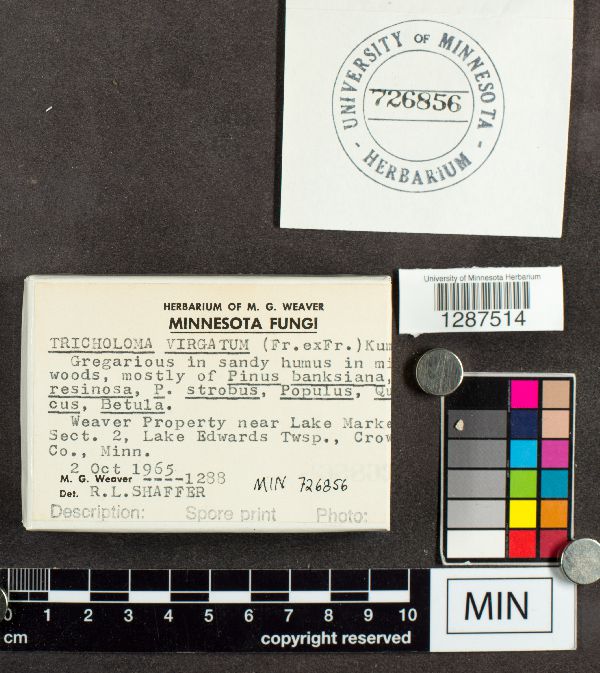 UNIVERSITY OF MINNESOTA
726856
- HERBARIUM -
University of Minnesota Herbarium
1287514
HERBARIUM OF M. G. WEAVER
MINNESOTA FUNGI
TRICHOLOMA VIRGATUM (Fr.exFr.)Kum
Gregarious in sandy humus in mi
woods, mostly of Pinus banksiana,
resinosa, P. strobus, Populus, Qu
cus, Betula.
Weaver Property near Lake Marke
Sect. 2, Lake Edwards Twsp., Crow
Co., Minn.
2 Oct 1965
M. G. Weaver ----1288
Det. R.L.SHAFFER
MIN 726856
Description: Spore print Photo:
0 1 2 3 4 5 6 7 8 9 10
cm copyright reserved
MIN